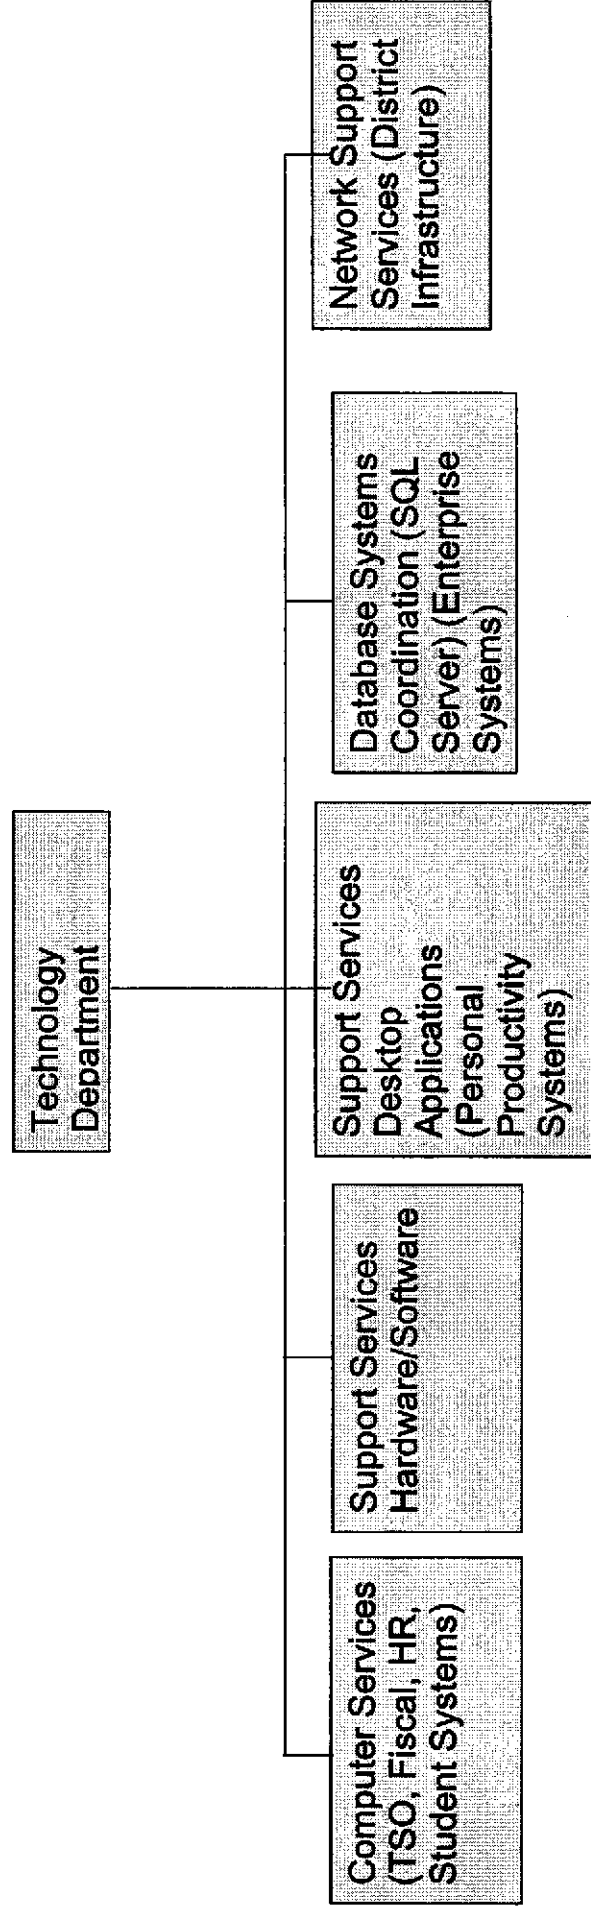 Technology
Department
Computer Services
(TSO, Fiscal, HR,
Student Systems)
Support Services
Hardware/Software
Support Services
Desktop
Applications
(Personal
Productivity
Systems)
Database Systems
Coordination (SQL
Server) (Enterprise
Systems)
Network Support
Services (District
Infrastructure)